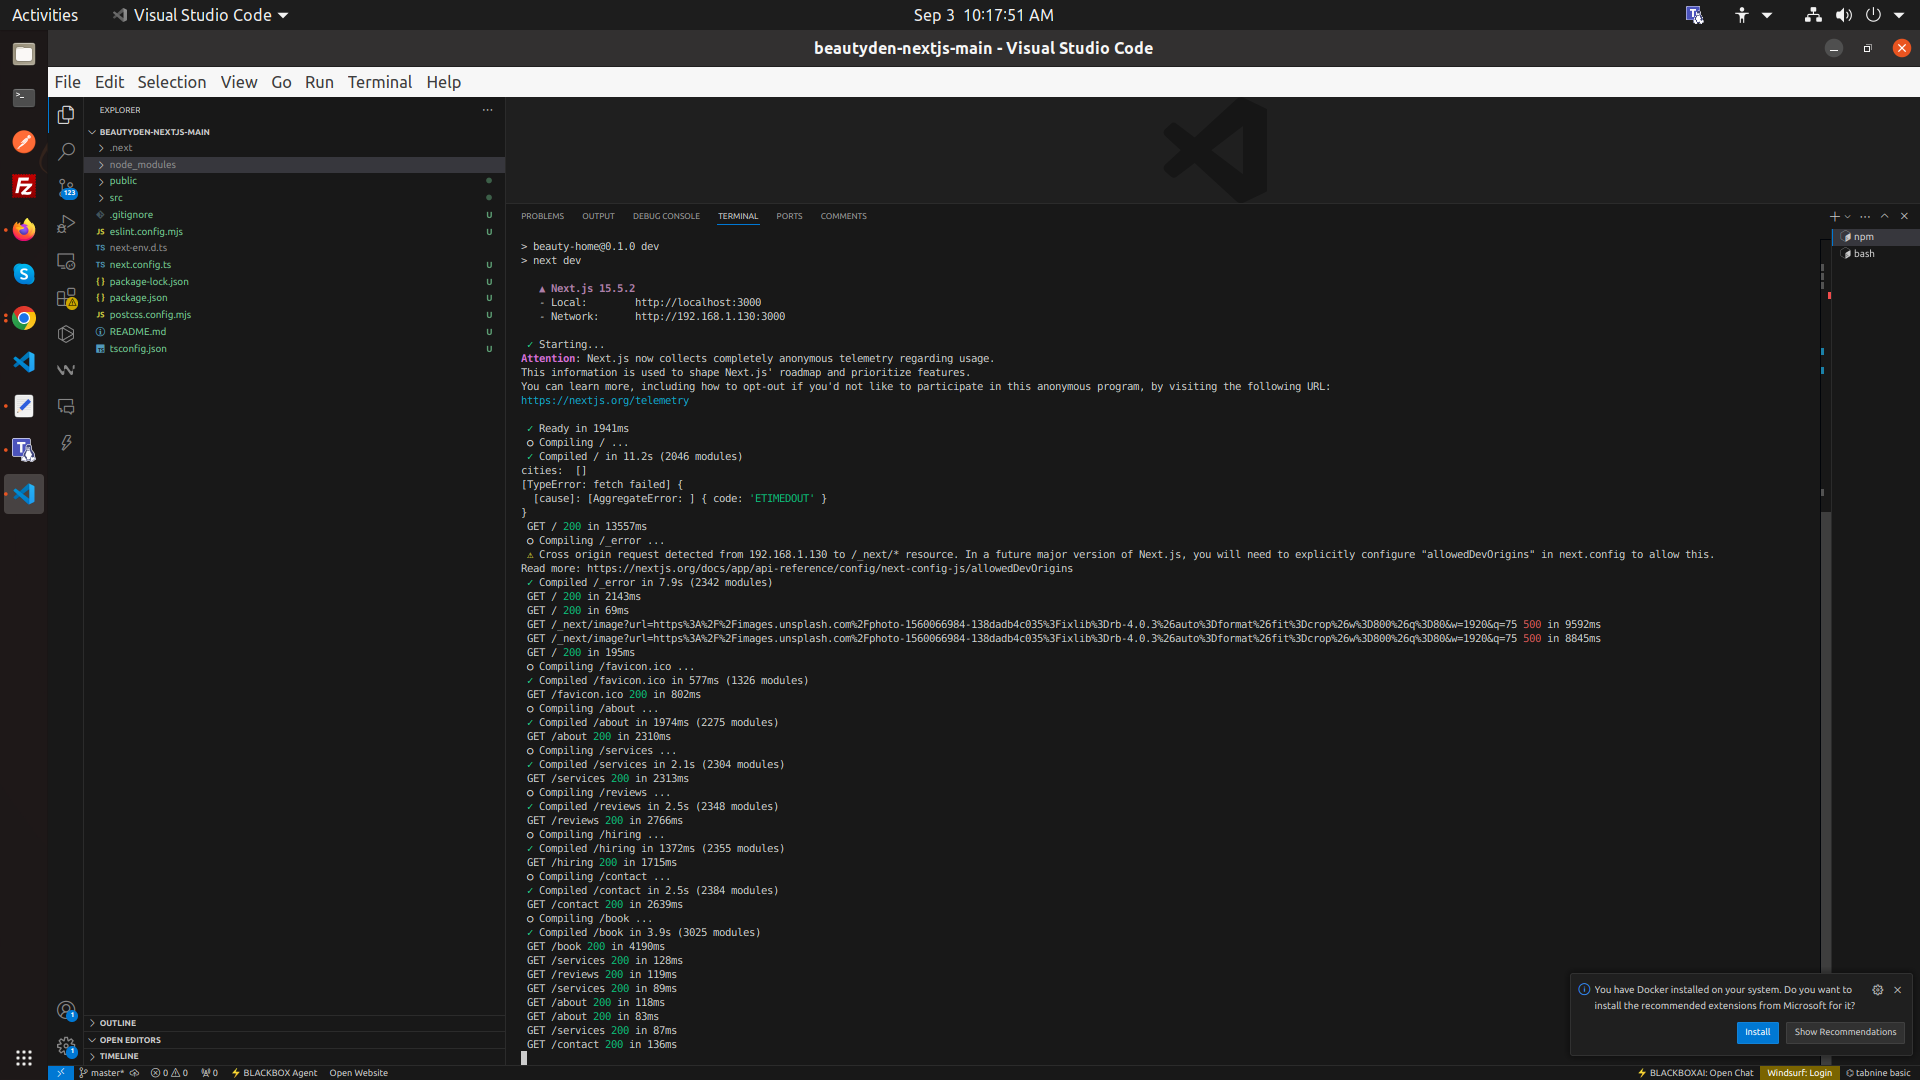 Activities
Visual Studio Code
Sep 3 10:17:51 AM
beautyden-nextjs-main - Visual Studio Code
File Edit Selection View Go Run Terminal Help
EXPLORER
BEAUTYDEN-NEXTJS-MAIN
.next
node_modules
public
src
.gitignore U
JS eslint.config.mjs U
TS next-env.d.ts
TS next.config.ts U
{} package-lock.json U
{} package.json U
JS postcss.config.mjs U
README.md U
tsconfig.json U
123
OUTLINE
OPEN EDITORS
TIMELINE
PROBLEMS OUTPUT DEBUG CONSOLE TERMINAL PORTS COMMENTS
npm
bash
> beauty-home@0.1.0 dev
> next dev
▲ Next.js 15.5.2
- Local: http://localhost:3000
- Network: http://192.168.1.130:3000
✓ Starting...
Attention: Next.js now collects completely anonymous telemetry regarding usage.
This information is used to shape Next.js' roadmap and prioritize features.
You can learn more, including how to opt-out if you'd not like to participate in this anonymous program, by visiting the following URL:
https://nextjs.org/telemetry
✓ Ready in 1941ms
○ Compiling / ...
✓ Compiled / in 11.2s (2046 modules)
cities: []
[TypeError: fetch failed] {
[cause]: [AggregateError: ] { code: 'ETIMEDOUT' }
}
GET / 200 in 13557ms
○ Compiling /_error ...
⚠ Cross origin request detected from 192.168.1.130 to /_next/* resource. In a future major version of Next.js, you will need to explicitly configure "allowedDevOrigins" in next.config to allow this.
Read more: https://nextjs.org/docs/app/api-reference/config/next-config-js/allowedDevOrigins
✓ Compiled /_error in 7.9s (2342 modules)
GET / 200 in 2143ms
GET / 200 in 69ms
GET /_next/image?url=https%3A%2F%2Fimages.unsplash.com%2Fphoto-1560066984-138dadb4c035%3Fixlib%3Drb-4.0.3%26auto%3Dformat%26fit%3Dcrop%26w%3D800%26q%3D80&w=1920&q=75 500 in 9592ms
GET /_next/image?url=https%3A%2F%2Fimages.unsplash.com%2Fphoto-1560066984-138dadb4c035%3Fixlib%3Drb-4.0.3%26auto%3Dformat%26fit%3Dcrop%26w%3D800%26q%3D80&w=1920&q=75 500 in 8845ms
GET / 200 in 195ms
○ Compiling /favicon.ico ...
✓ Compiled /favicon.ico in 577ms (1326 modules)
GET /favicon.ico 200 in 802ms
○ Compiling /about ...
✓ Compiled /about in 1974ms (2275 modules)
GET /about 200 in 2310ms
○ Compiling /services ...
✓ Compiled /services in 2.1s (2304 modules)
GET /services 200 in 2313ms
○ Compiling /reviews ...
✓ Compiled /reviews in 2.5s (2348 modules)
GET /reviews 200 in 2766ms
○ Compiling /hiring ...
✓ Compiled /hiring in 1372ms (2355 modules)
GET /hiring 200 in 1715ms
○ Compiling /contact ...
✓ Compiled /contact in 2.5s (2384 modules)
GET /contact 200 in 2639ms
○ Compiling /book ...
✓ Compiled /book in 3.9s (3025 modules)
GET /book 200 in 4190ms
GET /services 200 in 128ms
GET /reviews 200 in 119ms
GET /services 200 in 89ms
GET /about 200 in 118ms
GET /about 200 in 83ms
GET /services 200 in 87ms
GET /contact 200 in 136ms
You have Docker installed on your system. Do you want to
install the recommended extensions from Microsoft for it?
Install
Show Recommendations
master* 0 0 0 BLACKBOX Agent Open Website
BLACKBOXAI: Open Chat Windsurf: Login tabnine basic